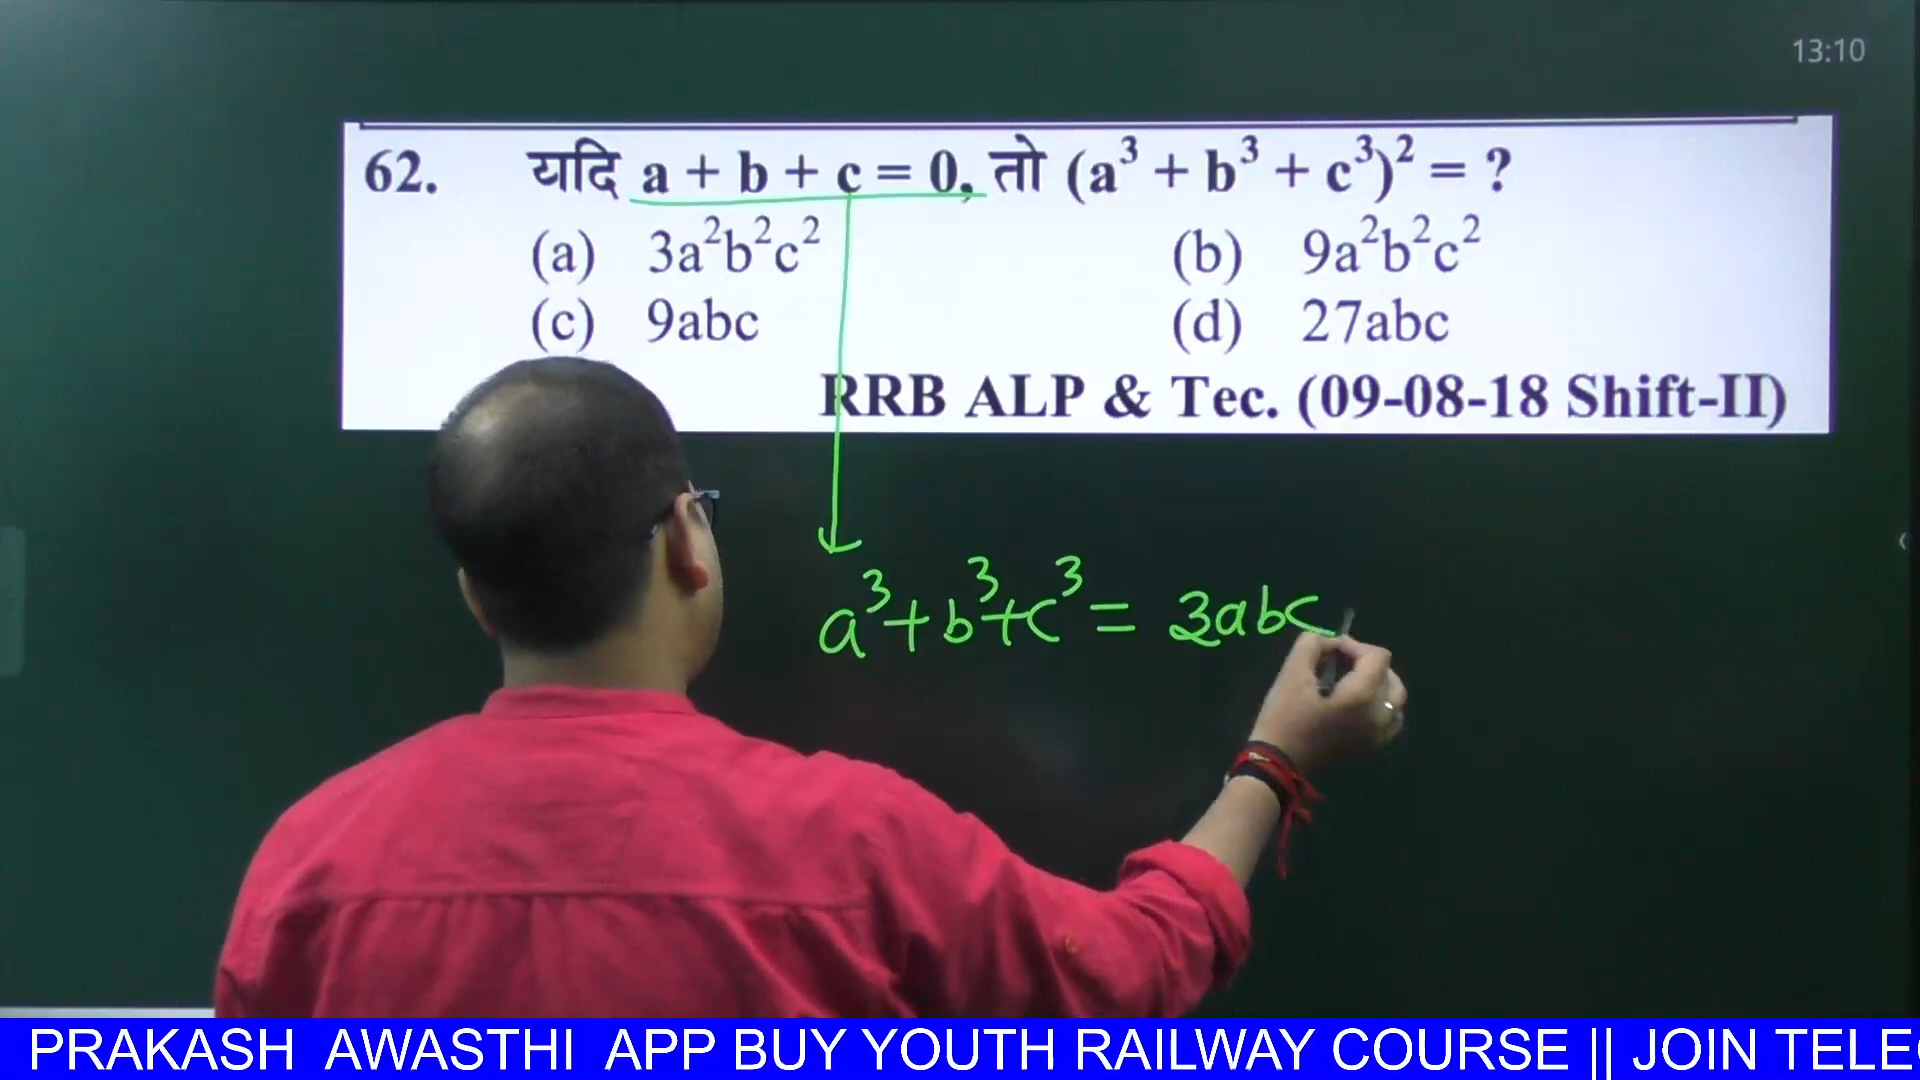 13:10
62. यदि a + b + c = 0, तो (a³ + b³ + c³)² = ?
(a) 3a²b²c² (b) 9a²b²c²
(c) 9abc (d) 27abc
RRB ALP & Tec. (09-08-18 Shift-II)
a³+b³+c³ = 3abc
PRAKASH AWASTHI APP BUY YOUTH RAILWAY COURSE || JOIN TELE